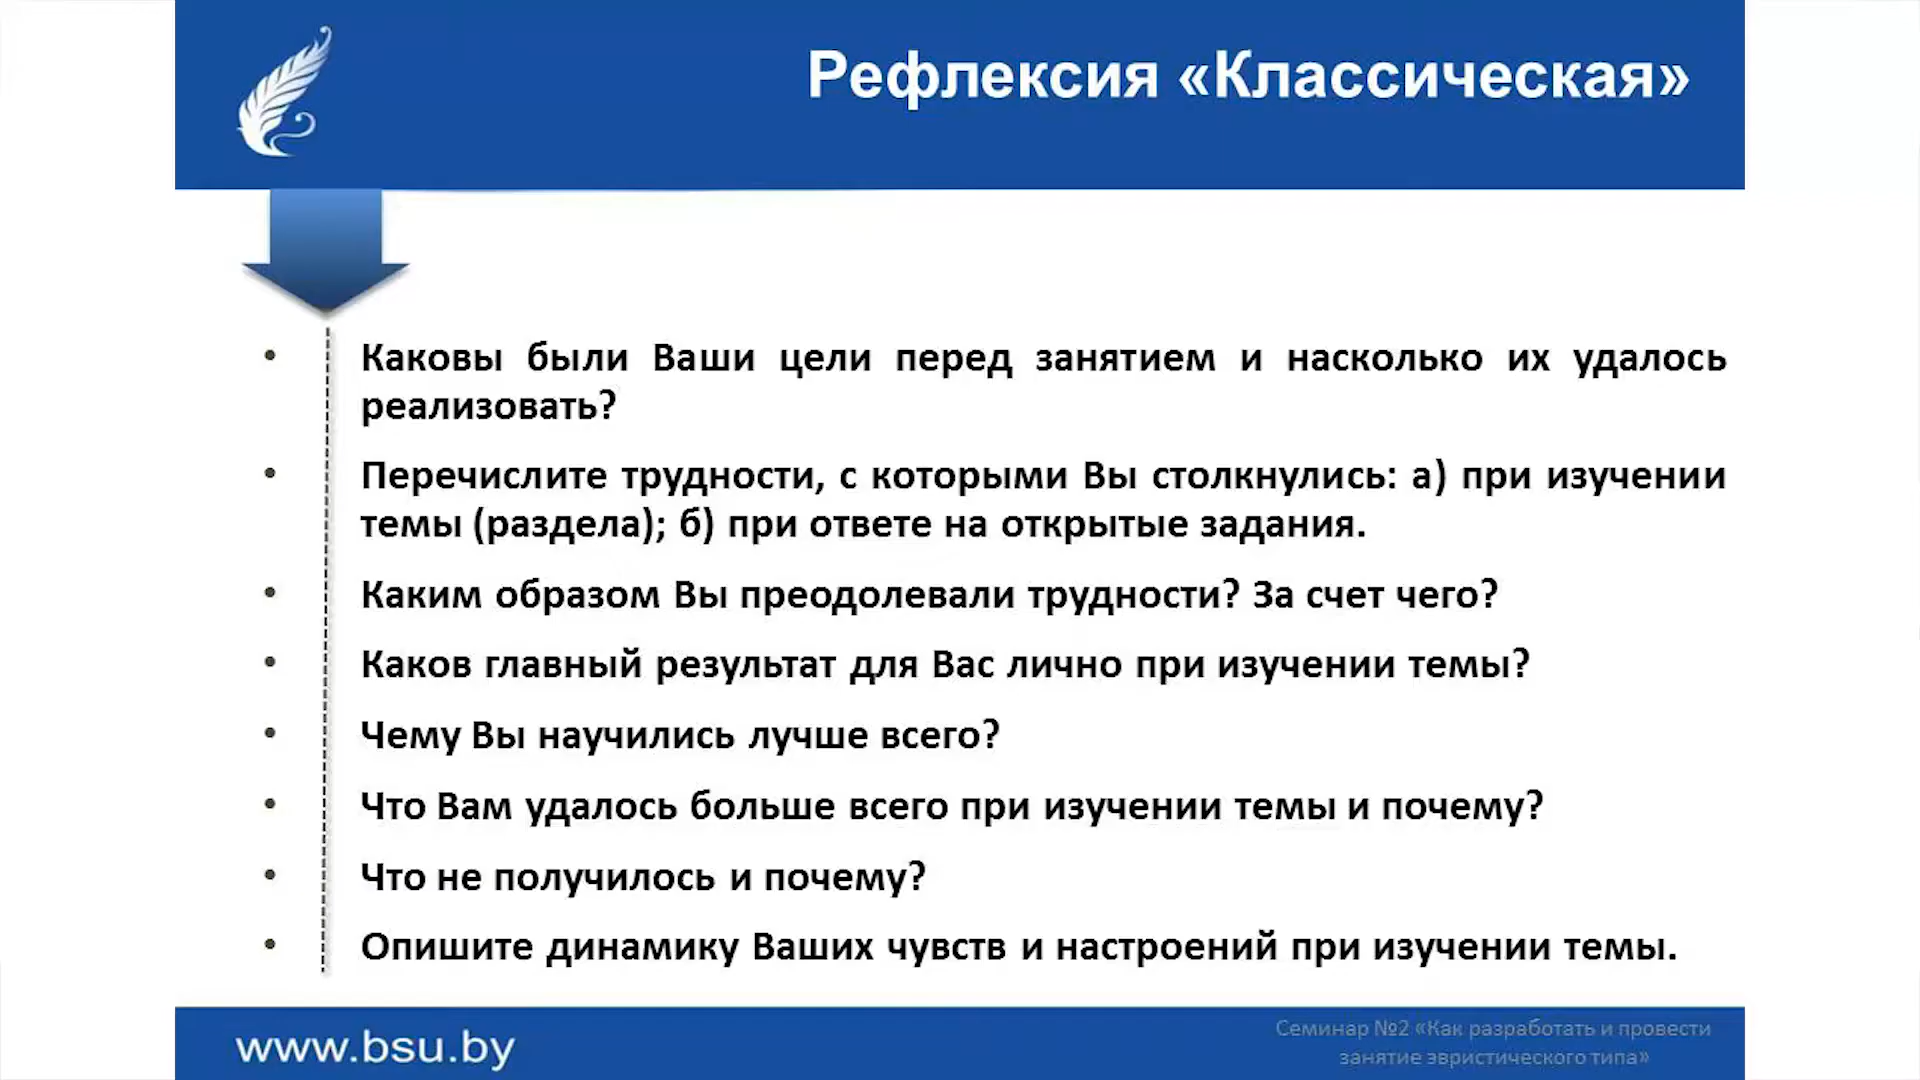 Рефлексия «Классическая»
• Каковы были Ваши цели перед занятием и насколько их удалось
реализовать?
• Перечислите трудности, с которыми Вы столкнулись: а) при изучении
темы (раздела); б) при ответе на открытые задания.
• Каким образом Вы преодолевали трудности? За счет чего?
• Каков главный результат для Вас лично при изучении темы?
• Чему Вы научились лучше всего?
• Что Вам удалось больше всего при изучении темы и почему?
• Что не получилось и почему?
• Опишите динамику Ваших чувств и настроений при изучении темы.
www.bsu.by
Семинар №2 «Как разработать и провести
занятие эвристического типа»